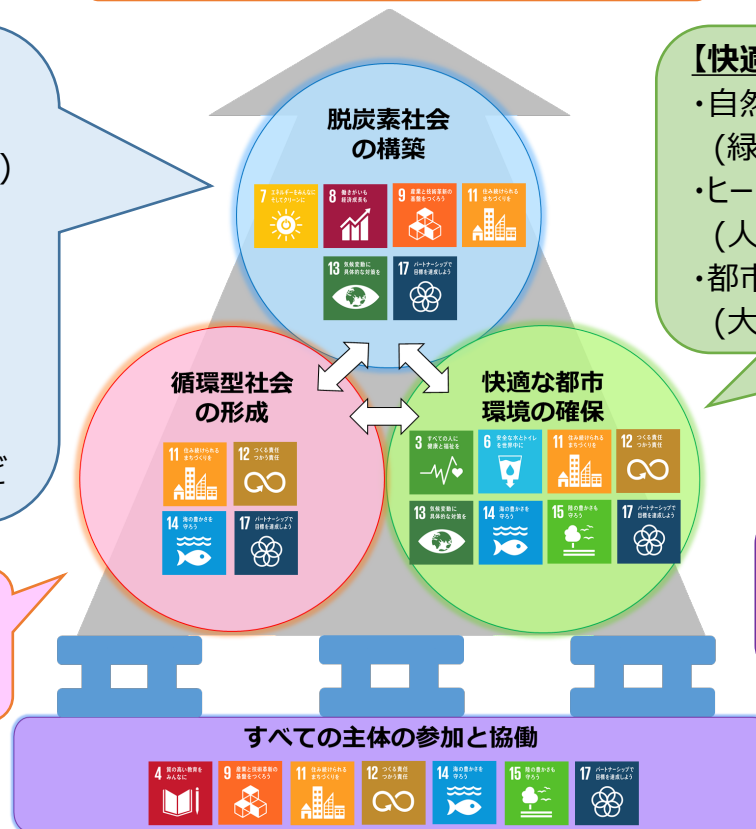 脱炭素社会
の構築
7 エネルギーをみんなに
そしてクリーンに
8 働きがいも
経済成長も
9 産業と技術革新の
基盤をつくろう
11 住み続けられる
まちづくりを
13 気候変動に
具体的な対策を
17 パートナーシップで
目標を達成しよう
)
ど
【快適
・自然
(緑
・ヒー
(人
・都市
(大
循環型社会
の形成
11 住み続けられる
まちづくりを
12 つくる責任
つかう責任
14 海の豊かさを
守ろう
17 パートナーシップで
目標を達成しよう
快適な都市
環境の確保
3 すべての人に
健康と福祉を
6 安全な水とトイレ
を世界中に
11 住み続けられる
まちづくりを
12 つくる責任
つかう責任
13 気候変動に
具体的な対策を
14 海の豊かさを
守ろう
15 陸の豊かさも
守ろう
17 パートナーシップで
目標を達成しよう
すべての主体の参加と協働
4 質の高い教育を
みんなに
9 産業と技術革新の
基盤をつくろう
11 住み続けられる
まちづくりを
12 つくる責任
つかう責任
14 海の豊かさを
守ろう
15 陸の豊かさも
守ろう
17 パートナーシップで
目標を達成しよう